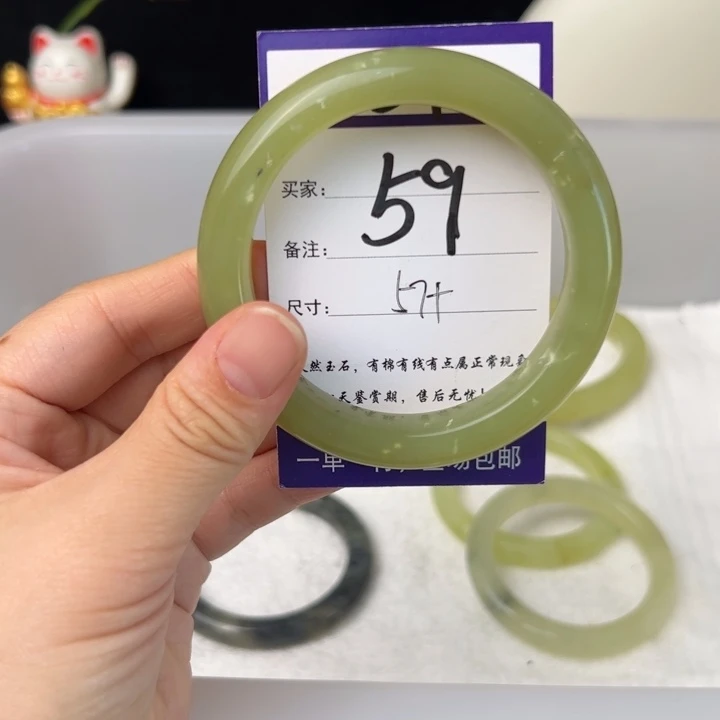 买家: 59
备注:
尺寸: 57+
然玉石，有棉有线有点属正常现
天鉴赏期，售后无忧!
一单
包邮